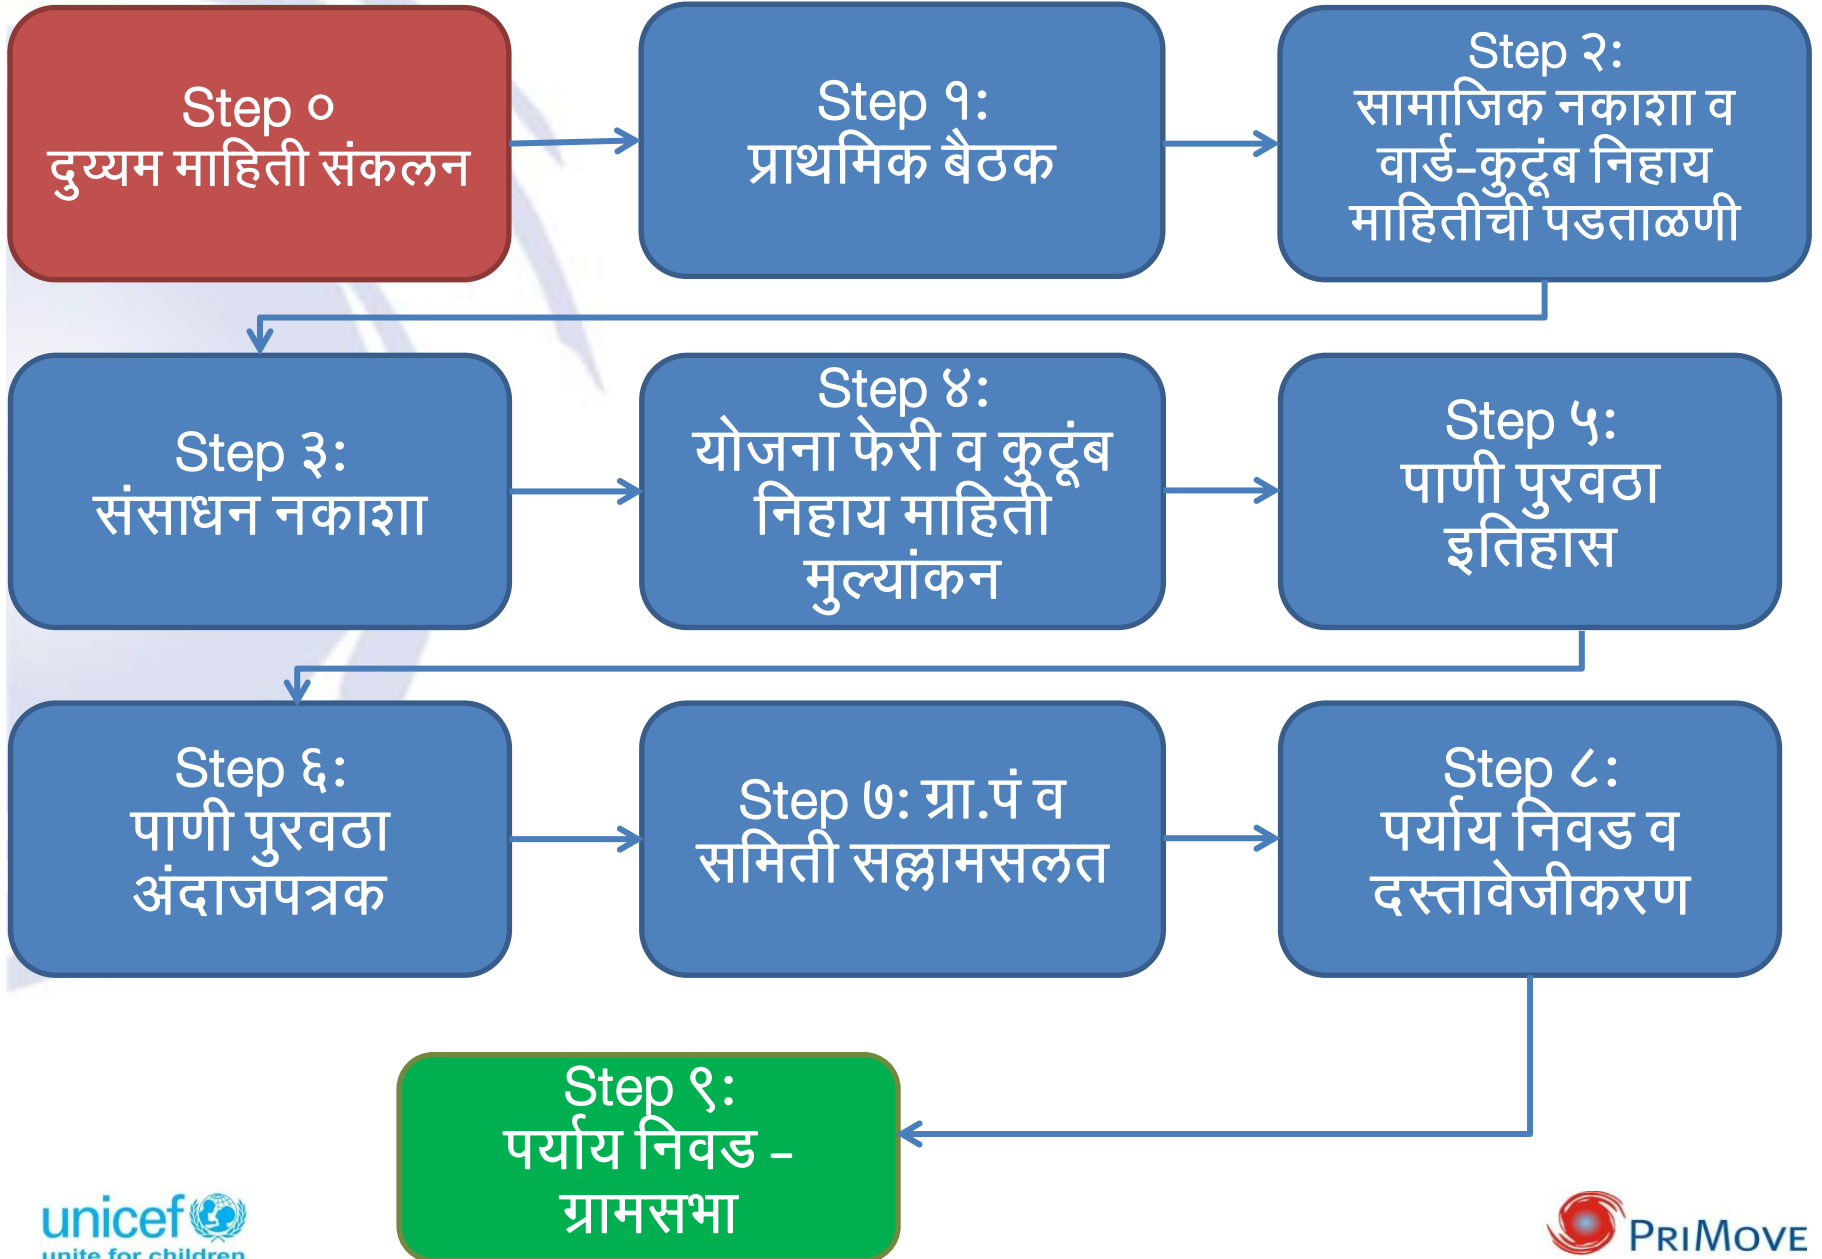 Step ०
दुय्यम माहिती संकलन
Step १:
प्राथमिक बैठक
Step २:
सामाजिक नकाशा व
वार्ड-कुटूंब निहाय
माहितीची पडताळणी
Step ३:
संसाधन नकाशा
Step ४:
योजना फेरी व कुटूंब
निहाय माहिती
मुल्यांकन
Step ५:
पाणी पुरवठा
इतिहास
Step ६:
पाणी पुरवठा
अंदाजपत्रक
Step ७: ग्रा.पं व
समिती सल्लामसलत
Step ८:
पर्याय निवड व
दस्तावेजीकरण
Step ९:
पर्याय निवड –
ग्रामसभा
unicef
unite for children
PRIMOVE